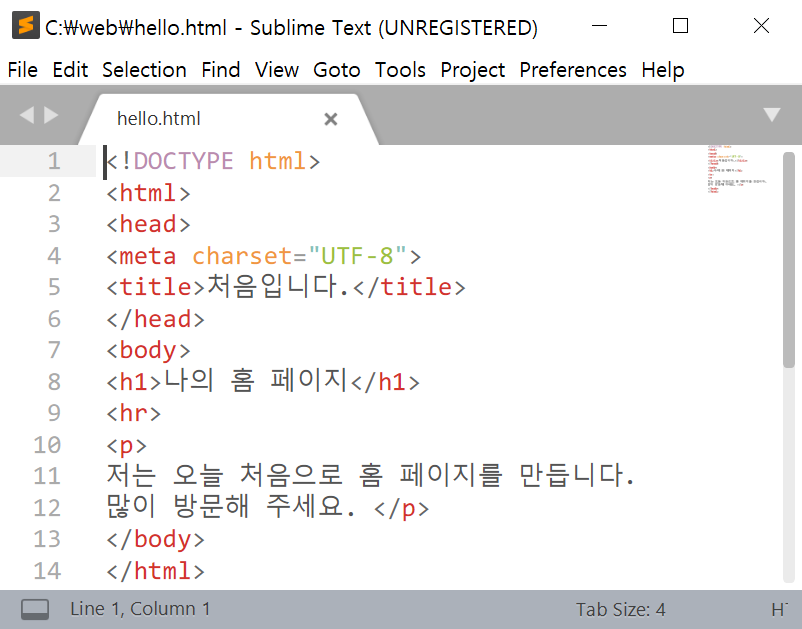 C:₩web₩hello.html - Sublime Text (UNREGISTERED)
File Edit Selection Find View Goto Tools Project Preferences Help
hello.html
1 <!DOCTYPE html>
2 <html>
3 <head>
4 <meta charset="UTF-8">
5 <title>처음입니다.</title>
6 </head>
7 <body>
8 <h1>나의 홈 페이지</h1>
9 <hr>
10 <p>
11 저는 오늘 처음으로 홈 페이지를 만듭니다.
12 많이 방문해 주세요. </p>
13 </body>
14 </html>
Line 1, Column 1 Tab Size: 4